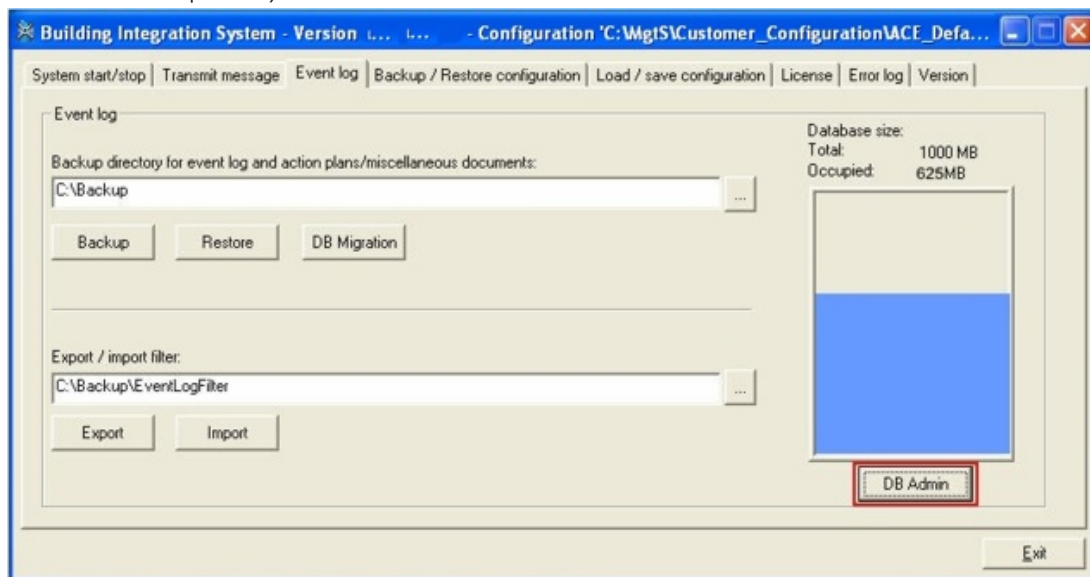 Building Integration System - Version - Configuration 'C:\MgtS\Customer_Configuration\ACE_Defa...
System start/stop Transmit message Event log Backup / Restore configuration Load / save configuration License Error log Version
Event log
Database size:
Total: 1000 MB
Occupied: 625MB
Backup directory for event log and action plans/miscellaneous documents:
C:\Backup
...
Backup Restore DB Migration
Export / import filter:
C:\Backup\EventLogFilter
...
Export Import
DB Admin
Exit